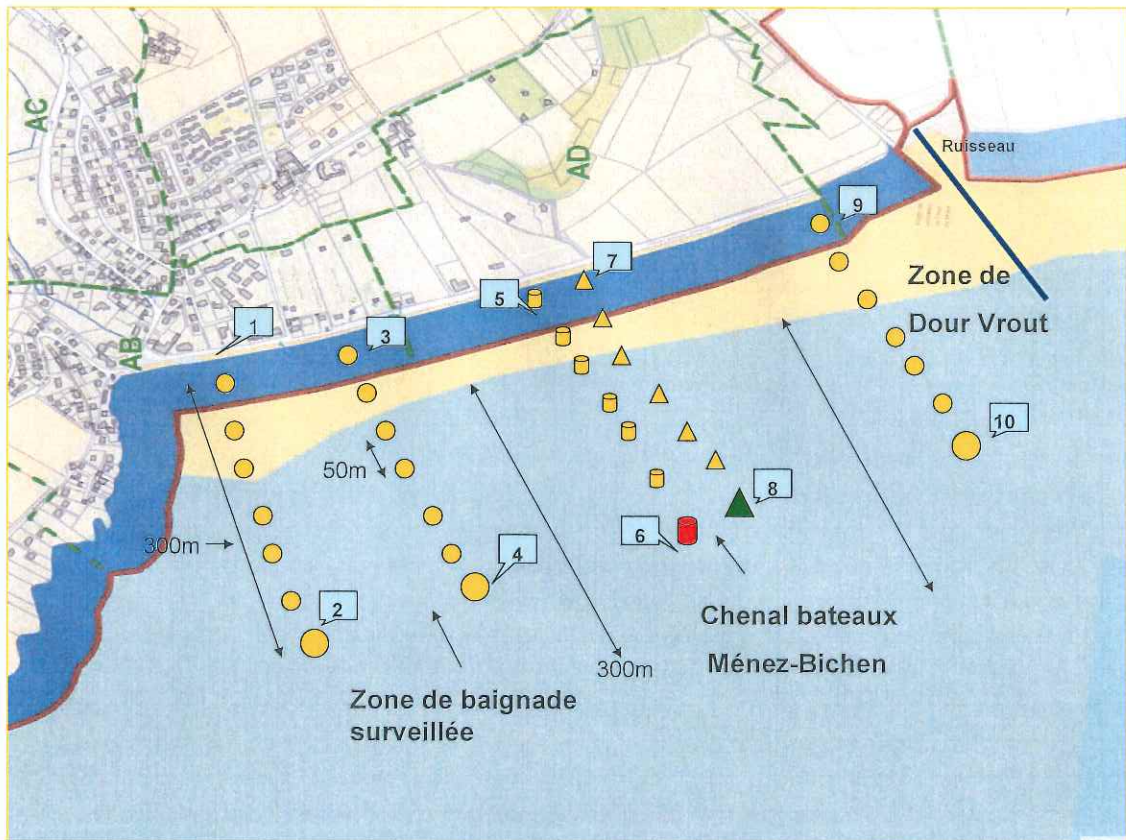 AC
AD
AB
Ruisseau
9
7
5
1
3
Zone de
Dour Vrout
10
50m
8
300m
6
4
2
Chenal bateaux
Ménez-Bichen
300m
Zone de baignade
surveillée